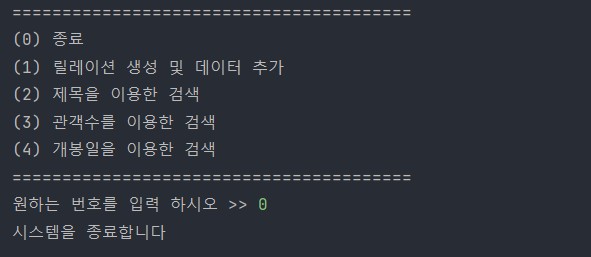 ========================================
(0) 종료
(1) 릴레이션 생성 및 데이터 추가
(2) 제목을 이용한 검색
(3) 관객수를 이용한 검색
(4) 개봉일을 이용한 검색
========================================
원하는 번호를 입력 하시오 >> 0
시스템을 종료합니다